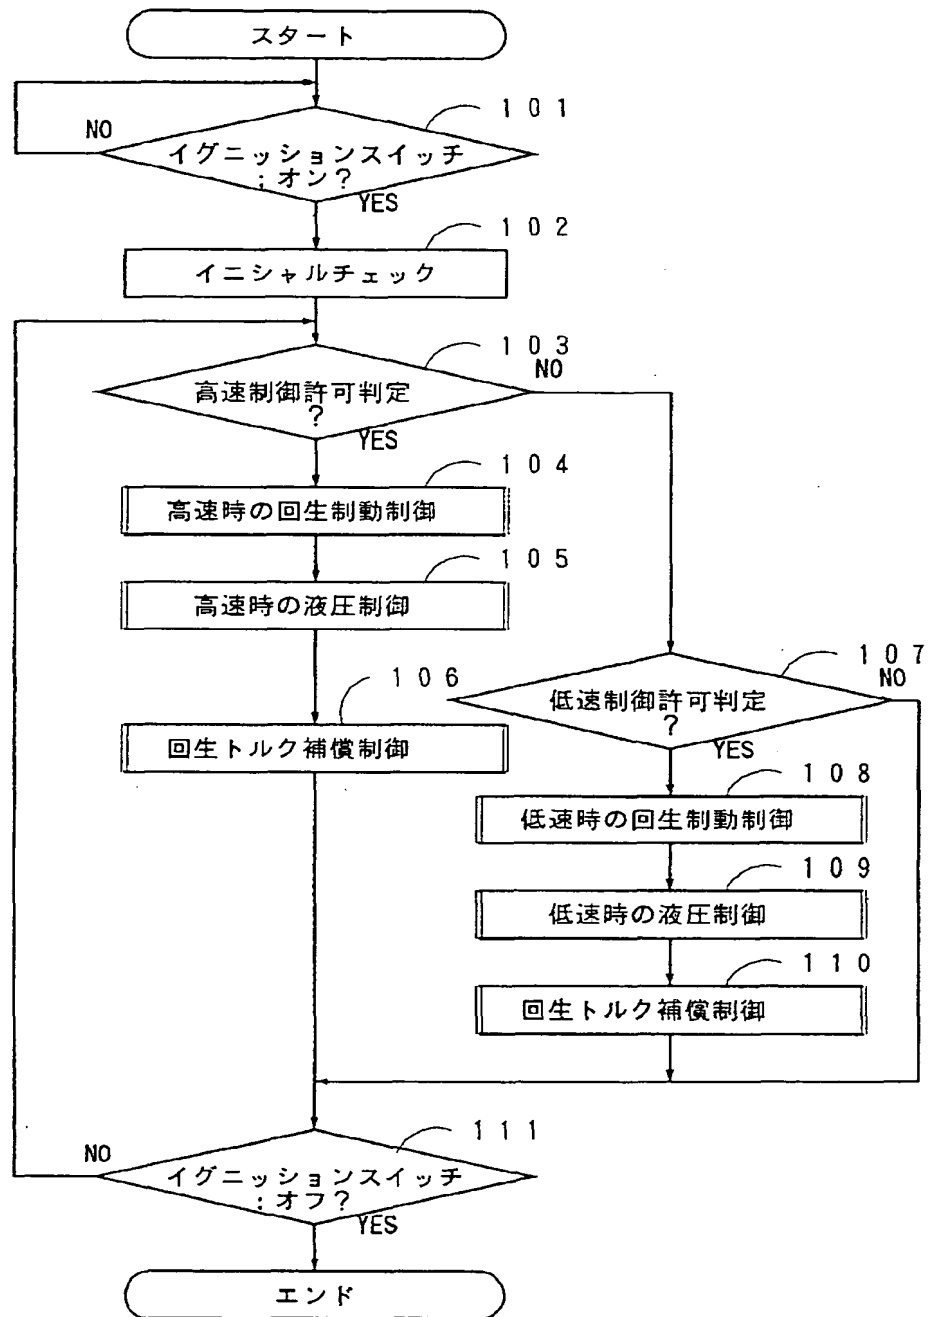 スタート
101
NO
イグニッションスイッチ
;オン?
YES
102
イニシャルチェック
103
NO
高速制御許可判定
?
YES
104
高速時の回生制動制御
105
高速時の液圧制御
106
回生トルク補償制御
107
NO
低速制御許可判定
?
YES
108
低速時の回生制動制御
109
低速時の液圧制御
110
回生トルク補償制御
111
NO
イグニッションスイッチ
;オフ?
YES
エンド